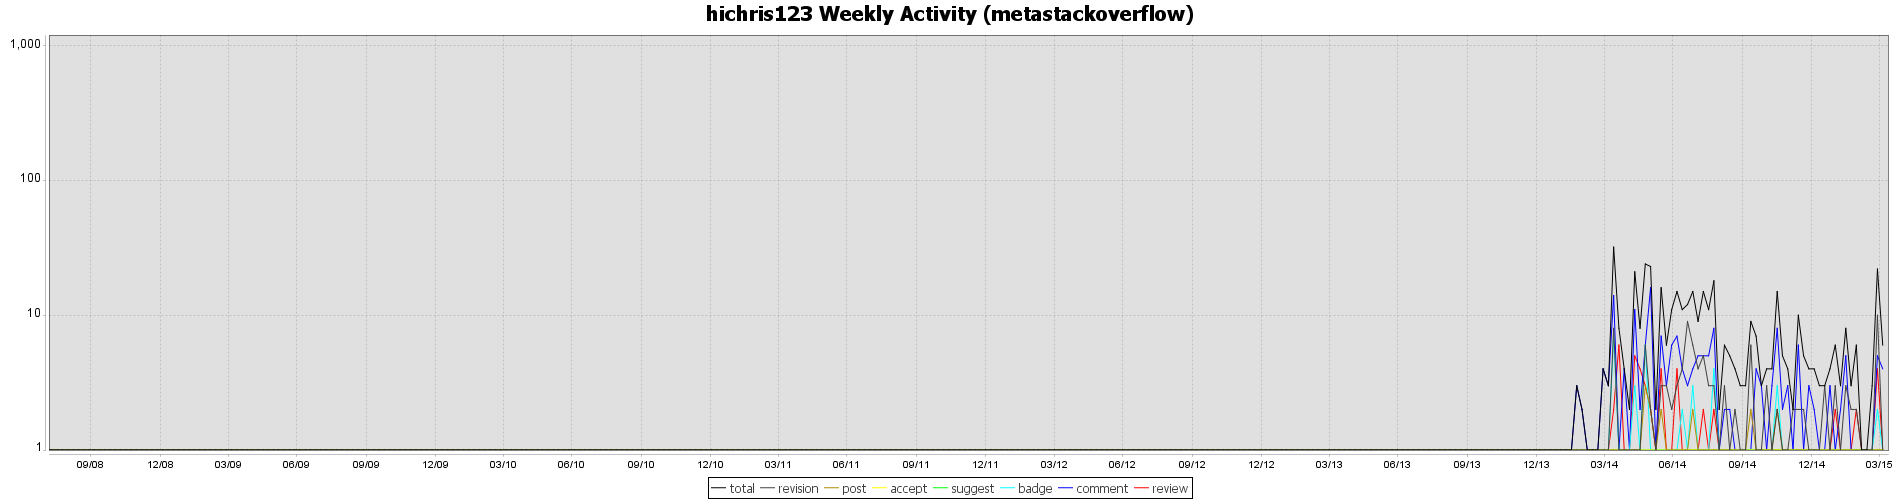 hichris123 Weekly Activity (metastackoverflow)
1,000
100
10
1
09/08 12/08 03/09 06/09 09/09 12/09 03/10 06/10 09/10 12/10 03/11 06/11 09/11 12/11 03/12 06/12 09/12 12/12 03/13 06/13 09/13 12/13 03/14 06/14 09/14 12/14 03/15
total revision post accept suggest badge comment review